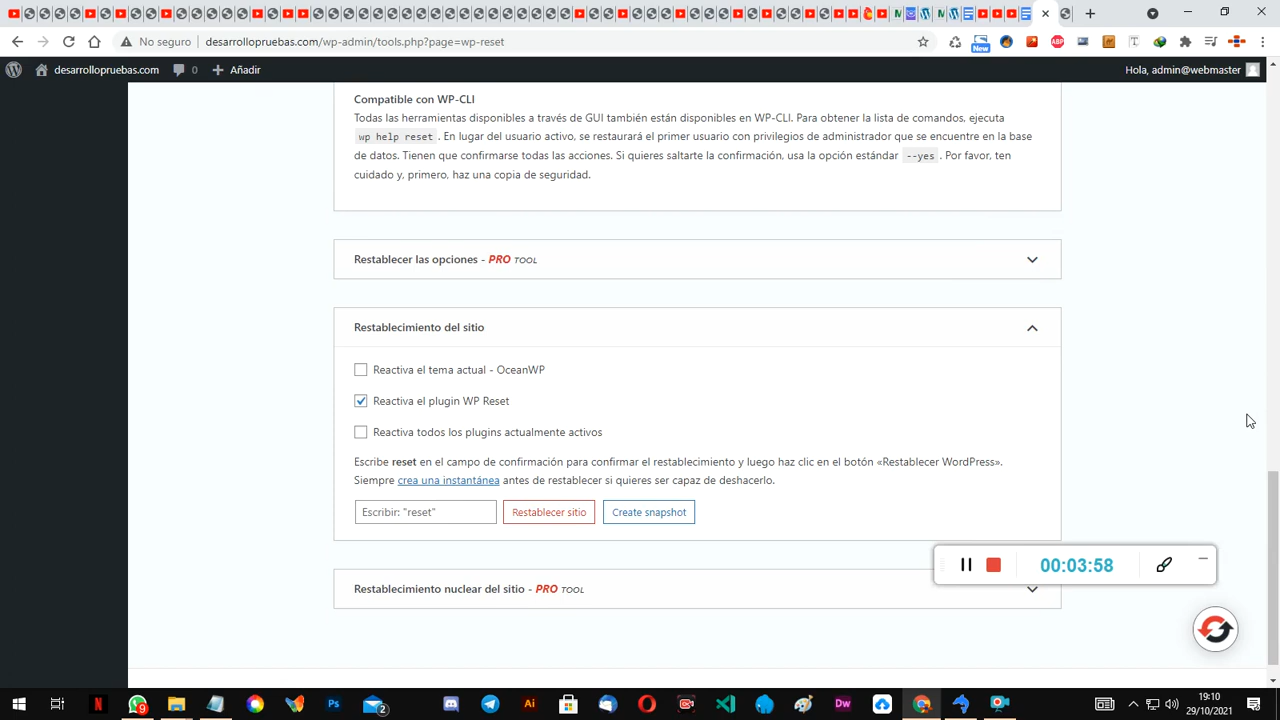 No seguro
desarrollopruebas.com/wp-admin/tools.php?page=wp-reset
New
ABP
desarrollopruebas.com
0
Añadir
Hola, admin@webmaster
Compatible con WP-CLI
Todas las herramientas disponibles a través de GUI también están disponibles en WP-CLI. Para obtener la lista de comandos, ejecuta
wp help reset . En lugar del usuario activo, se restaurará el primer usuario con privilegios de administrador que se encuentre en la base
de datos. Tienen que confirmarse todas las acciones. Si quieres saltarte la confirmación, usa la opción estándar --yes . Por favor, ten
cuidado y, primero, haz una copia de seguridad.
Restablecer las opciones - PRO TOOL
Restablecimiento del sitio
Reactiva el tema actual - OceanWP
Reactiva el plugin WP Reset
Reactiva todos los plugins actualmente activos
Escribe reset en el campo de confirmación para confirmar el restablecimiento y luego haz clic en el botón «Restablecer WordPress».
Siempre crea una instantánea antes de restablecer si quieres ser capaz de deshacerlo.
Escribir: "reset"
Restablecer sitio
Create snapshot
00:03:58
Restablecimiento nuclear del sitio - PRO TOOL
N
9
Ps
2
Ai
Dw
19:10
29/10/2021